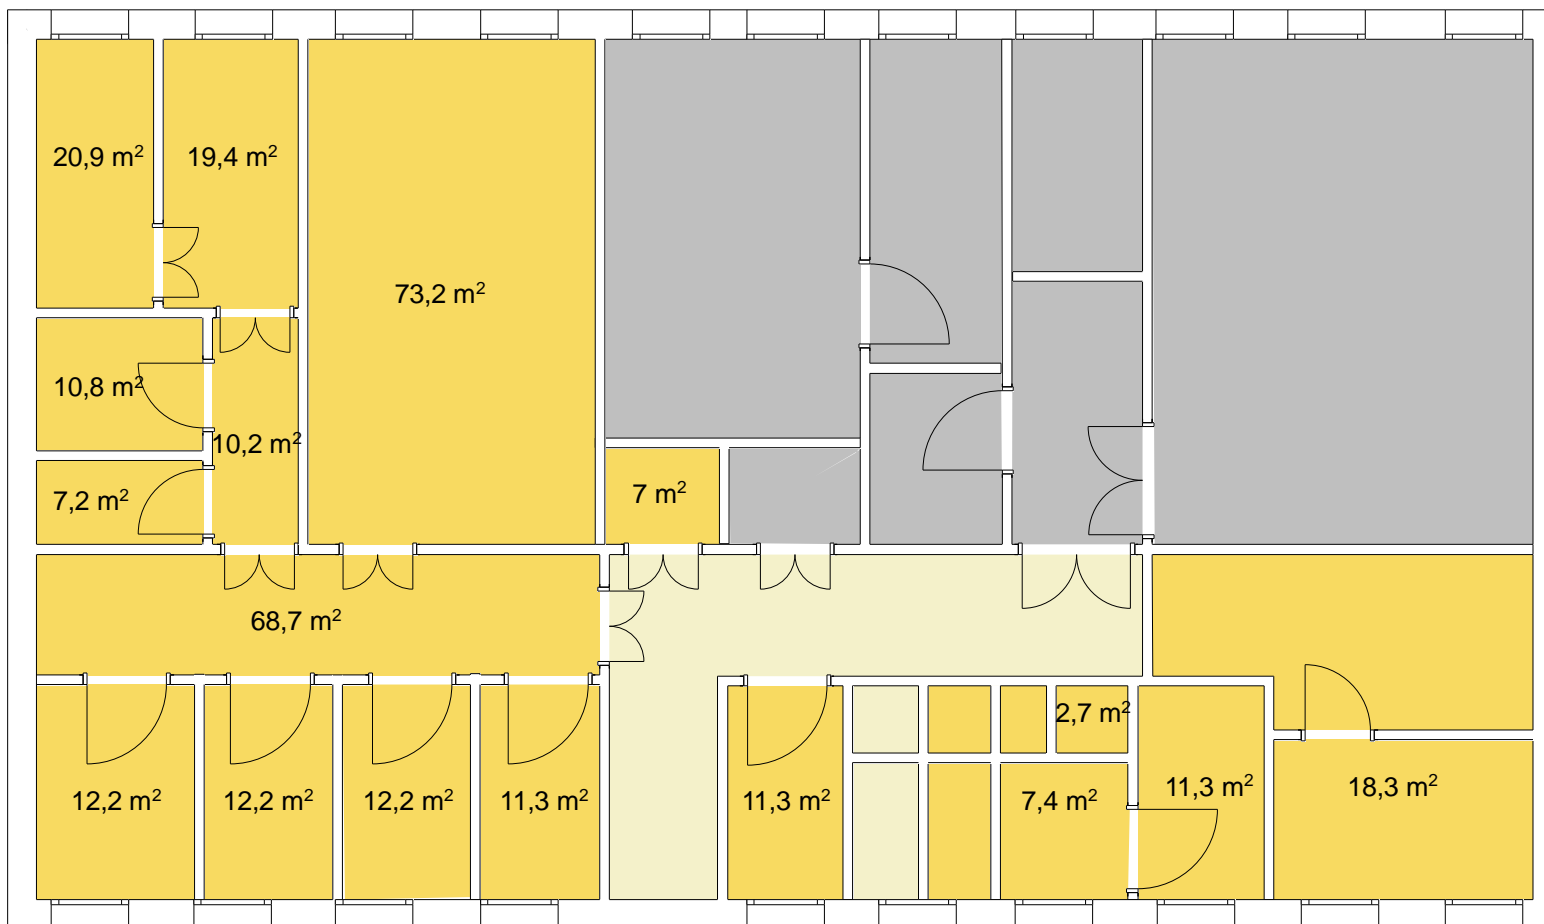 20,9 m²
19,4 m²
73,2 m²
10,8 m²
10,2 m²
7,2 m²
7 m²
68,7 m²
2,7 m²
12,2 m²
12,2 m²
12,2 m²
11,3 m²
11,3 m²
7,4 m²
11,3 m²
18,3 m²